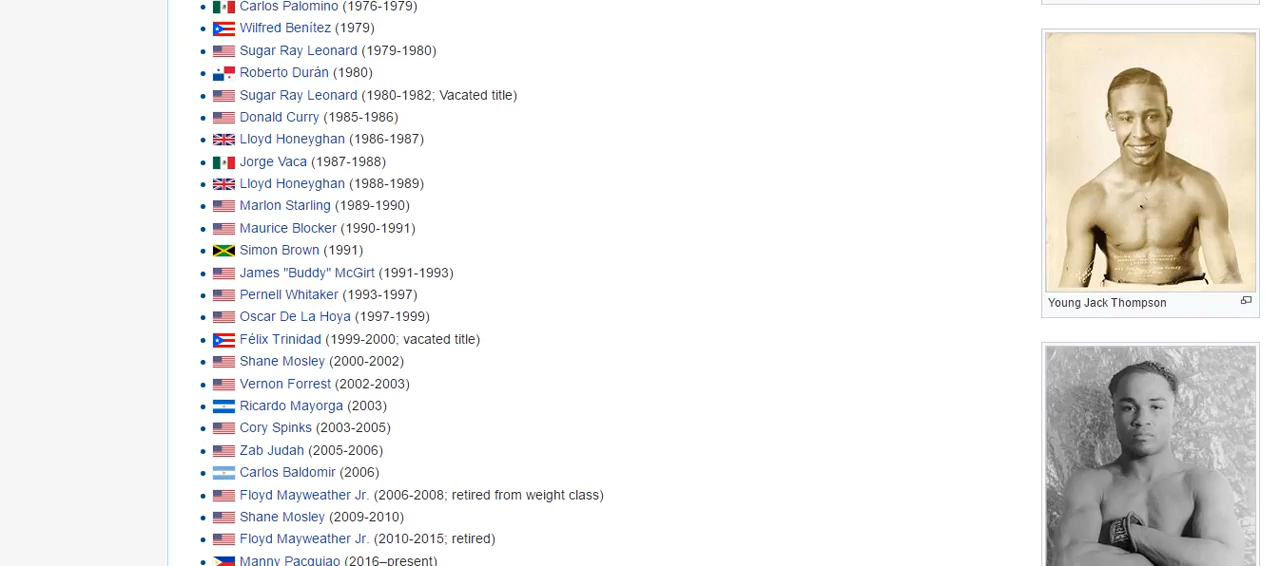 Carlos Palomino (1976-1979)
Wilfred Benítez (1979)
Sugar Ray Leonard (1979-1980)
Roberto Durán (1980)
Sugar Ray Leonard (1980-1982; Vacated title)
Donald Curry (1985-1986)
Lloyd Honeyghan (1986-1987)
Jorge Vaca (1987-1988)
Lloyd Honeyghan (1988-1989)
Marlon Starling (1989-1990)
Maurice Blocker (1990-1991)
Simon Brown (1991)
James "Buddy" McGirt (1991-1993)
Pernell Whitaker (1993-1997)
Oscar De La Hoya (1997-1999)
Félix Trinidad (1999-2000; vacated title)
Shane Mosley (2000-2002)
Vernon Forrest (2002-2003)
Ricardo Mayorga (2003)
Cory Spinks (2003-2005)
Zab Judah (2005-2006)
Carlos Baldomir (2006)
Floyd Mayweather Jr. (2006-2008; retired from weight class)
Shane Mosley (2009-2010)
Floyd Mayweather Jr. (2010-2015; retired)
Manny Pacquiao (2016–present)
Young Jack Thompson